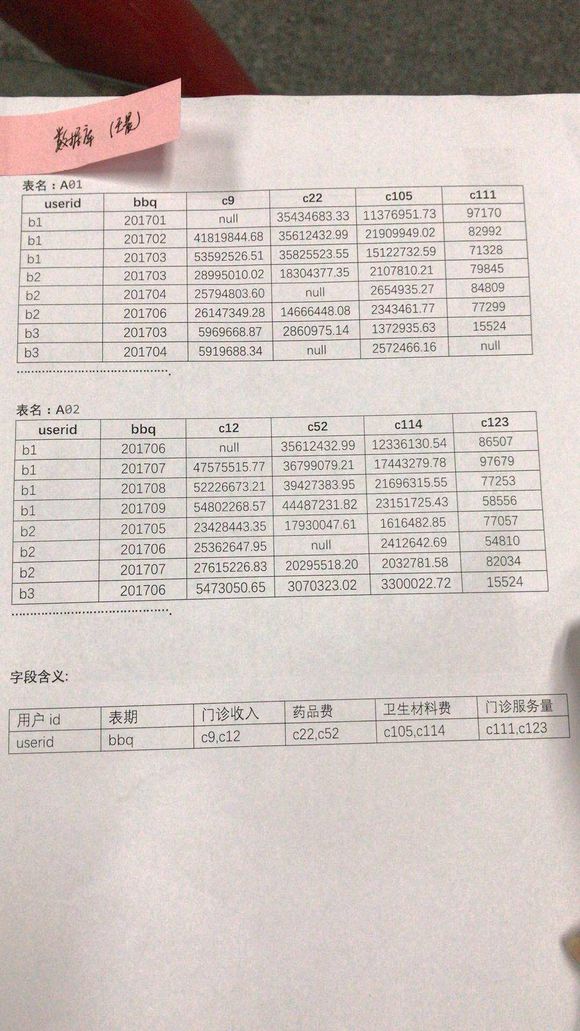 数据库
表名：A01
userid bbq c9 c22 c105 c111
b1 201701 null 35434683.33 11376951.73 97170
b1 201702 41819844.68 35612432.99 21909949.02 82992
b1 201703 53592526.51 35825523.55 15122732.59 71328
b2 201703 28995010.02 18304377.35 2107810.21 79845
b2 201704 25794803.60 null 2654935.27 84809
b2 201706 26147349.28 14666448.08 2343461.77 77299
b3 201703 5969668.87 2860975.14 1372935.63 15524
b3 201704 5919688.34 null 2572466.16 null
表名：A02
userid bbq c12 c52 c114 c123
b1 201706 null 35612432.99 12336130.54 86507
b1 201707 47575515.77 36799079.21 17443279.78 97679
b1 201708 52226673.21 39427383.95 21696315.55 77253
b1 201709 54802268.57 44487231.82 23151725.43 58556
b2 201705 23428443.35 17930047.61 1616482.85 77057
b2 201706 25362647.95 null 2412642.69 54810
b2 201707 27615226.83 20295518.20 2032781.58 82034
b3 201706 5473050.65 3070323.02 3300022.72 15524
字段含义:
用户 id 表期 门诊收入 药品费 卫生材料费 门诊服务量
userid bbq c9,c12 c22,c52 c105,c114 c111,c123